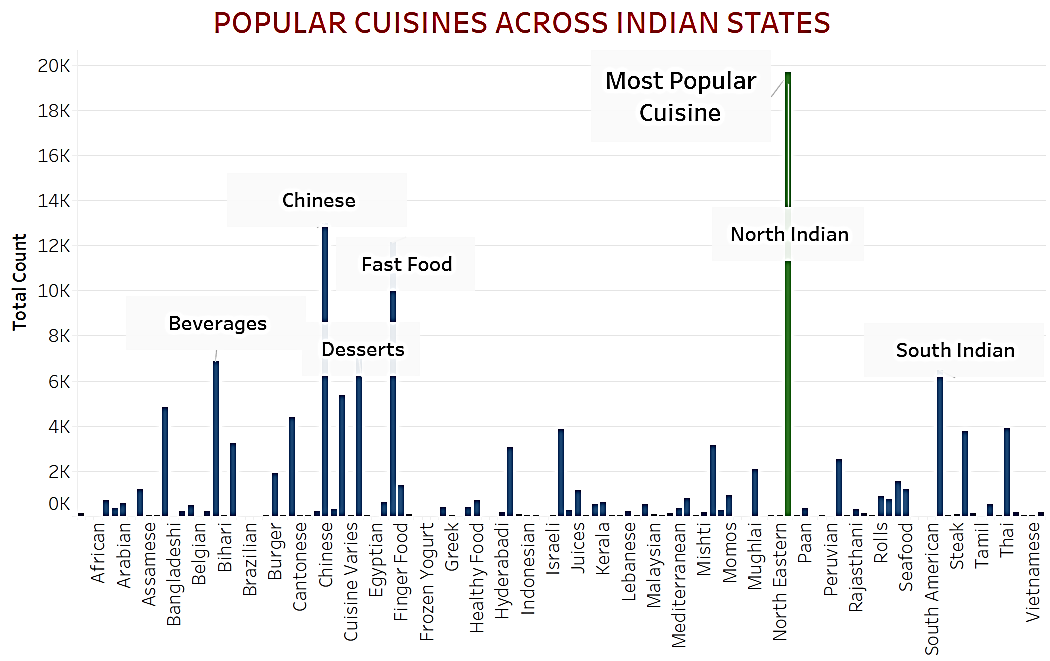 POPULAR CUISINES ACROSS INDIAN STATES
20K
18K
16K
14K
12K
10K
8K
6K
4K
2K
0K
Total Count
Most Popular
Cuisine
Chinese
North Indian
Fast Food
Beverages
Desserts
South Indian
African
Arabian
Assamese
Bangladeshi
Belgian
Bihari
Brazilian
Burger
Cantonese
Chinese
Cuisine Varies
Egyptian
Finger Food
Frozen Yogurt
Greek
Healthy Food
Hyderabadi
Indonesian
Israeli
Juices
Kerala
Lebanese
Malaysian
Mediterranean
Mishti
Momos
Mughlai
North Eastern
Paan
Peruvian
Rajasthani
Rolls
Seafood
South American
Steak
Tamil
Thai
Vietnamese